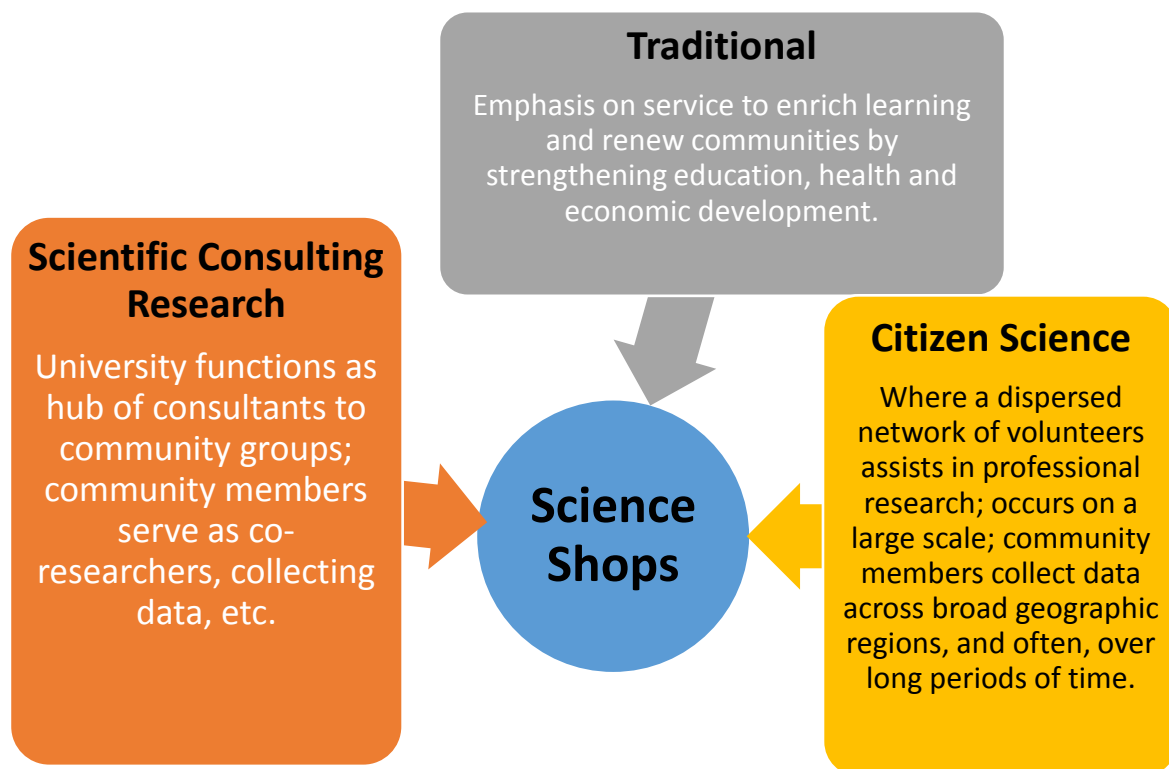 Traditional
Emphasis on service to enrich learning
and renew communities by
strengthening education, health and
economic development.
Scientific Consulting
Research
University functions as
hub of consultants to
community groups;
community members
serve as co-
researchers, collecting
data, etc.
Science
Shops
Citizen Science
Where a dispersed
network of volunteers
assists in professional
research; occurs on a
large scale; community
members collect data
across broad geographic
regions, and often, over
long periods of time.